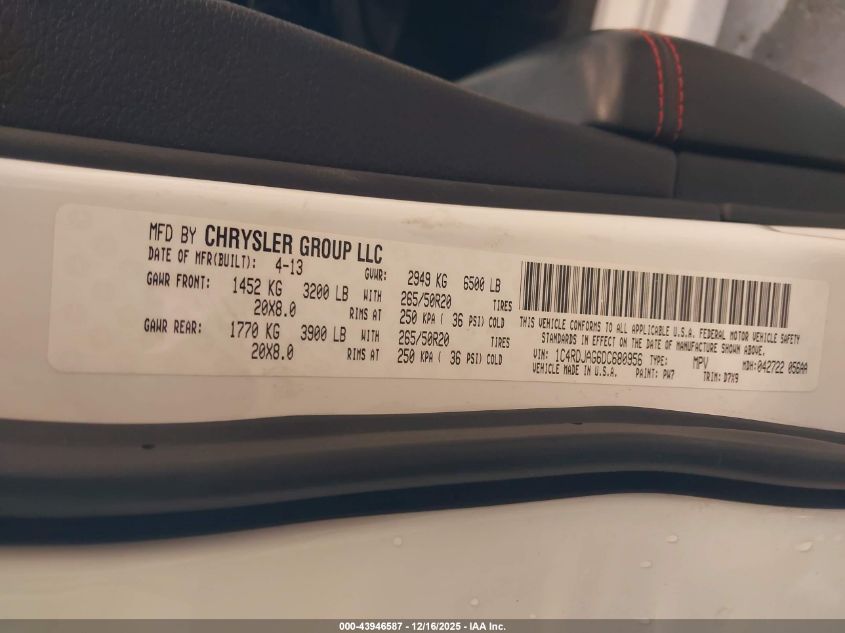 MFD BY CHRYSLER GROUP LLC
DATE OF MFR(BUILT): 4-13 GVWR: 2949 KG 6500 LB
GAWR FRONT: 1452 KG 3200 LB WITH 265/50R20 TIRES
20X8.0 RIMS AT 250 KPA ( 36 PSI) COLD
GAWR REAR: 1770 KG 3900 LB WITH 265/50R20 TIRES
20X8.0 RIMS AT 250 KPA ( 36 PSI) COLD
THIS VEHICLE CONFORMS TO ALL APPLICABLE U.S.A. FEDERAL MOTOR VEHICLE SAFETY
STANDARDS IN EFFECT ON THE DATE OF MANUFACTURE SHOWN ABOVE.
VIN: 1C4RDJAG6DC680956 TYPE: MPV MDH: 042722 056AA
VEHICLE MADE IN U.S.A. PAINT: PW7 TRIM: D7X9
000-43946587 - 12/16/2025 - IAA Inc.